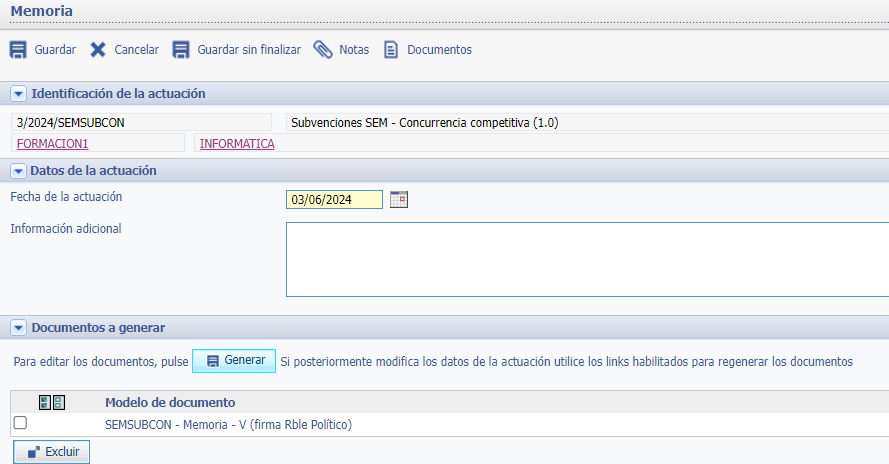 Memoria
Guardar Cancelar Guardar sin finalizar Notas Documentos
Identificación de la actuación
3/2024/SEMSUBCON Subvenciones SEM - Concurrencia competitiva (1.0)
FORMACION1 INFORMATICA
Datos de la actuación
Fecha de la actuación 03/06/2024
Información adicional
Documentos a generar
Para editar los documentos, pulse Generar Si posteriormente modifica los datos de la actuación utilice los links habilitados para regenerar los documentos
Modelo de documento
SEMSUBCON - Memoria - V (firma Rble Político)
Excluir